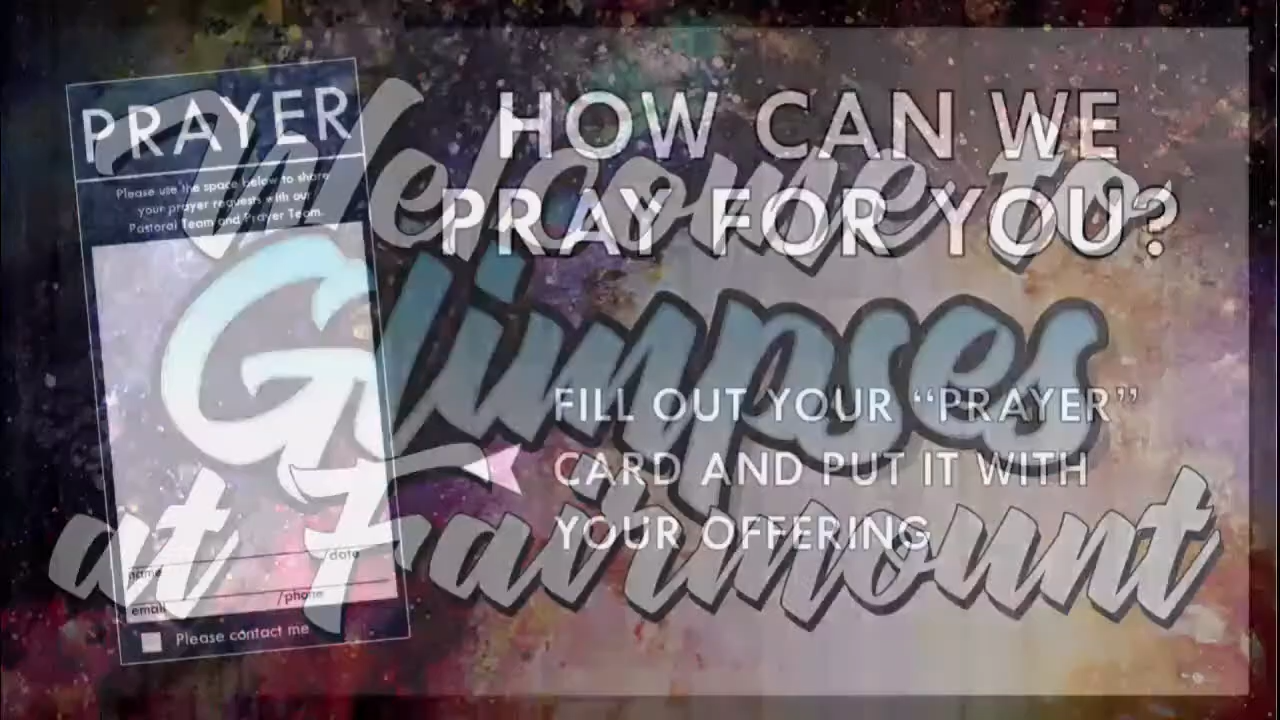 PRAYER
Please use the space below to share
your prayer requests with our
Pastoral Team and Prayer Team.
/date
name
/phone
email
Please contact me
HOW CAN WE
PRAY FOR YOU?
FILL OUT YOUR “PRAYER”
CARD AND PUT IT WITH
YOUR OFFERING
Welcome to
Glimpses
at Fairmount